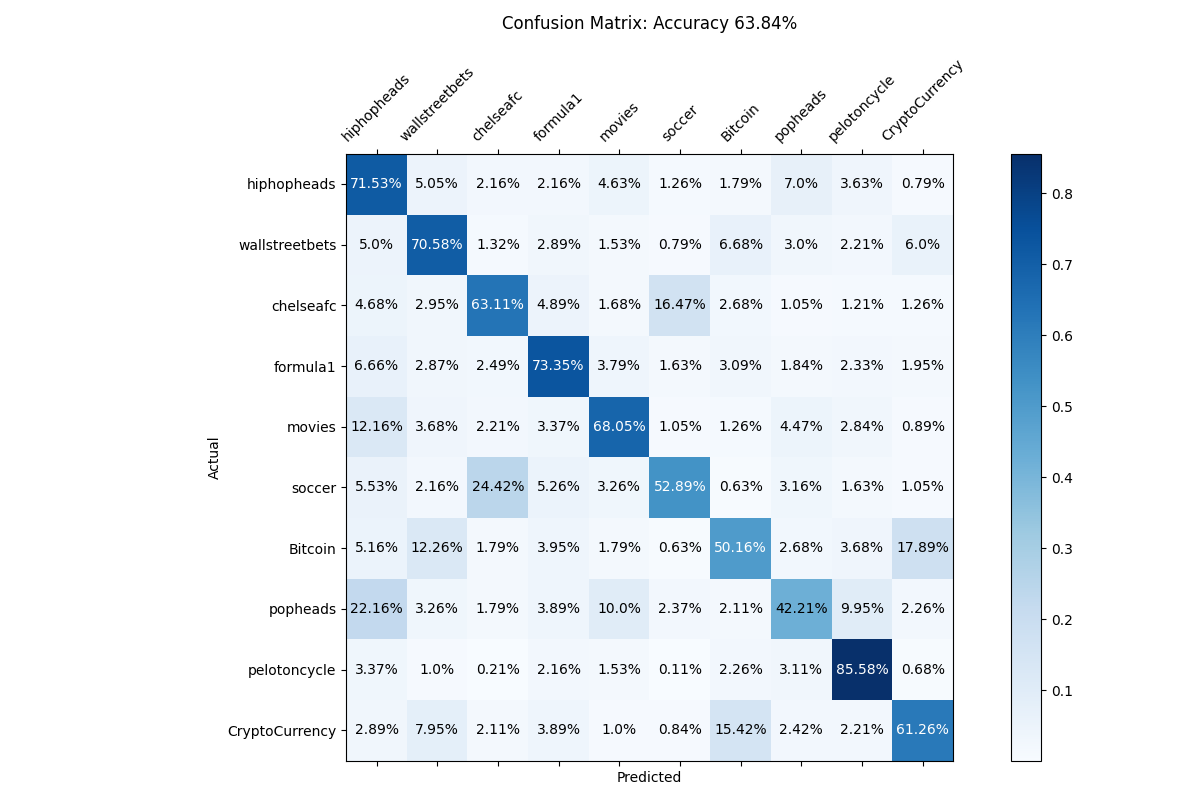 Confusion Matrix: Accuracy 63.84%
hiphopheads wallstreetbets chelseafc formula1 movies soccer Bitcoin popheads pelotoncycle CryptoCurrency
hiphopheads 71.53% 5.05% 2.16% 2.16% 4.63% 1.26% 1.79% 7.0% 3.63% 0.79%
wallstreetbets 5.0% 70.58% 1.32% 2.89% 1.53% 0.79% 6.68% 3.0% 2.21% 6.0%
chelseafc 4.68% 2.95% 63.11% 4.89% 1.68% 16.47% 2.68% 1.05% 1.21% 1.26%
formula1 6.66% 2.87% 2.49% 73.35% 3.79% 1.63% 3.09% 1.84% 2.33% 1.95%
movies 12.16% 3.68% 2.21% 3.37% 68.05% 1.05% 1.26% 4.47% 2.84% 0.89%
soccer 5.53% 2.16% 24.42% 5.26% 3.26% 52.89% 0.63% 3.16% 1.63% 1.05%
Bitcoin 5.16% 12.26% 1.79% 3.95% 1.79% 0.63% 50.16% 2.68% 3.68% 17.89%
popheads 22.16% 3.26% 1.79% 3.89% 10.0% 2.37% 2.11% 42.21% 9.95% 2.26%
pelotoncycle 3.37% 1.0% 0.21% 2.16% 1.53% 0.11% 2.26% 3.11% 85.58% 0.68%
CryptoCurrency 2.89% 7.95% 2.11% 3.89% 1.0% 0.84% 15.42% 2.42% 2.21% 61.26%
Actual
Predicted
0.8
0.7
0.6
0.5
0.4
0.3
0.2
0.1